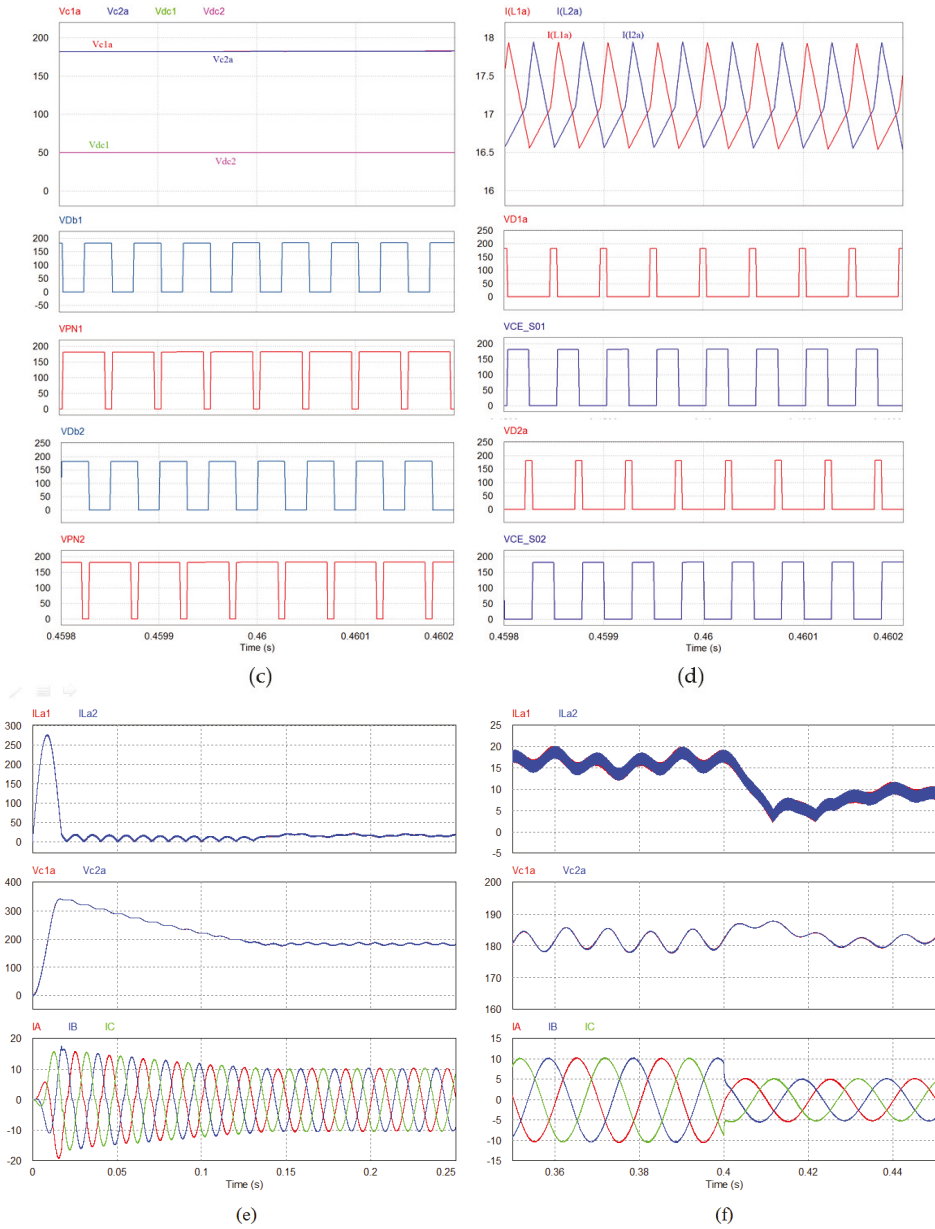 Vc1a Vc2a Vdc1 Vdc2
200
150
100
50
0
Vc1a
Vc2a
Vdc1
Vdc2
VDb1
200
150
100
50
0
-50
VPN1
200
150
100
50
0
VDb2
250
200
150
100
50
0
VPN2
200
150
100
50
0
0.4598 0.4599 0.46 0.4601 0.4602
Time (s)
(c)
I(L1a) I(L2a)
18
17.5
17
16.5
16
I(L1a)
I(I2a)
VD1a
250
200
150
100
50
0
VCE_S01
200
150
100
50
0
VD2a
250
200
150
100
50
0
VCE_S02
200
150
100
50
0
0.4598 0.4599 0.46 0.4601 0.4602
Time (s)
(d)
ILa1 ILa2
300
250
200
150
100
50
0
Vc1a Vc2a
400
300
200
100
0
IA IB IC
20
10
0
-10
-20
0 0.05 0.1 0.15 0.2 0.25
Time (s)
(e)
ILa1 ILa2
25
20
15
10
5
0
-5
Vc1a Vc2a
200
190
180
170
160
IA IB IC
15
10
5
0
-5
-10
-15
0.36 0.38 0.4 0.42 0.44
Time (s)
(f)